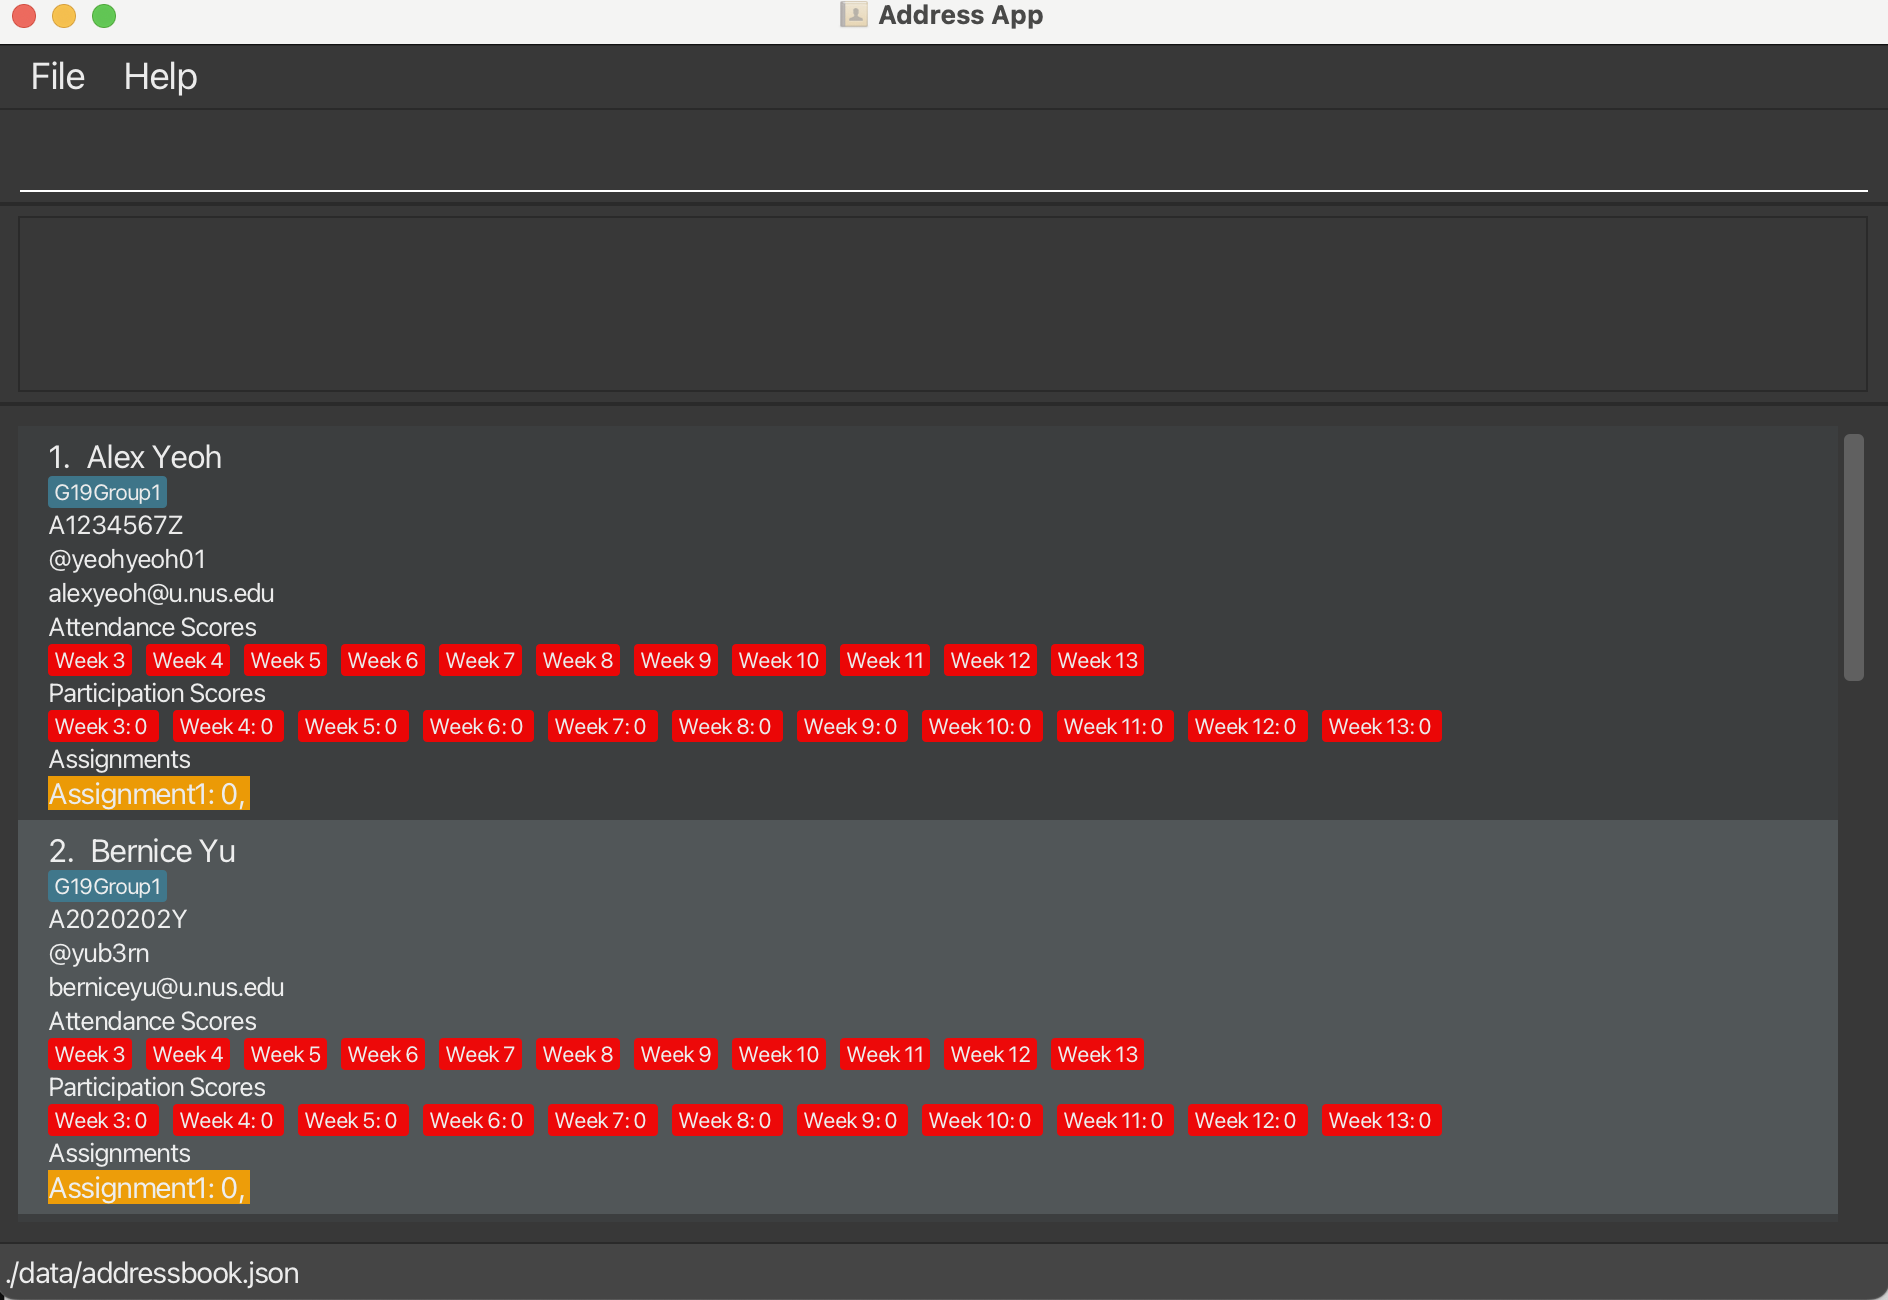 Address App
File Help
1. Alex Yeoh
G19Group1
A1234567Z
@yeohyeoh01
alexyeoh@u.nus.edu
Attendance Scores
Week 3 Week 4 Week 5 Week 6 Week 7 Week 8 Week 9 Week 10 Week 11 Week 12 Week 13
Participation Scores
Week 3: 0 Week 4: 0 Week 5: 0 Week 6: 0 Week 7: 0 Week 8: 0 Week 9: 0 Week 10: 0 Week 11: 0 Week 12: 0 Week 13: 0
Assignments
Assignment1: 0,
2. Bernice Yu
G19Group1
A2020202Y
@yub3rn
berniceyu@u.nus.edu
Attendance Scores
Week 3 Week 4 Week 5 Week 6 Week 7 Week 8 Week 9 Week 10 Week 11 Week 12 Week 13
Participation Scores
Week 3: 0 Week 4: 0 Week 5: 0 Week 6: 0 Week 7: 0 Week 8: 0 Week 9: 0 Week 10: 0 Week 11: 0 Week 12: 0 Week 13: 0
Assignments
Assignment1: 0,
./data/addressbook.json